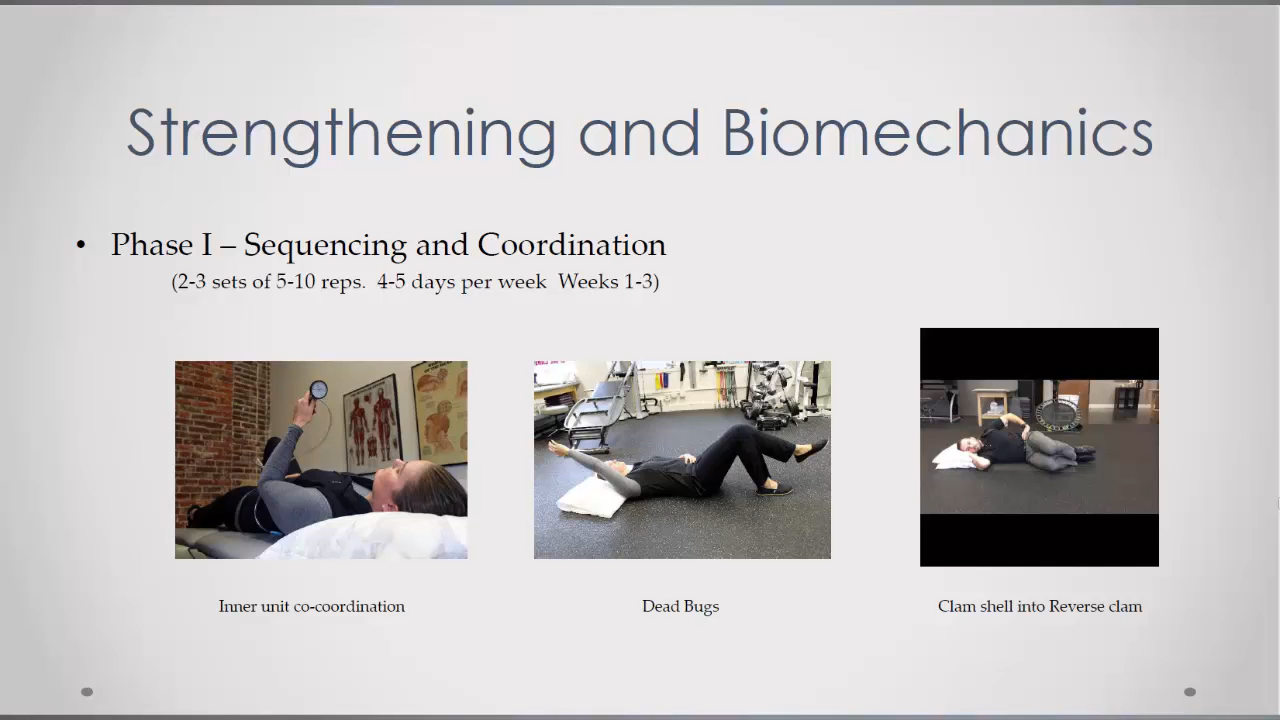 Strengthening and Biomechanics
• Phase I – Sequencing and Coordination
(2-3 sets of 5-10 reps. 4-5 days per week Weeks 1-3)
Inner unit co-coordination
Dead Bugs
Clam shell into Reverse clam